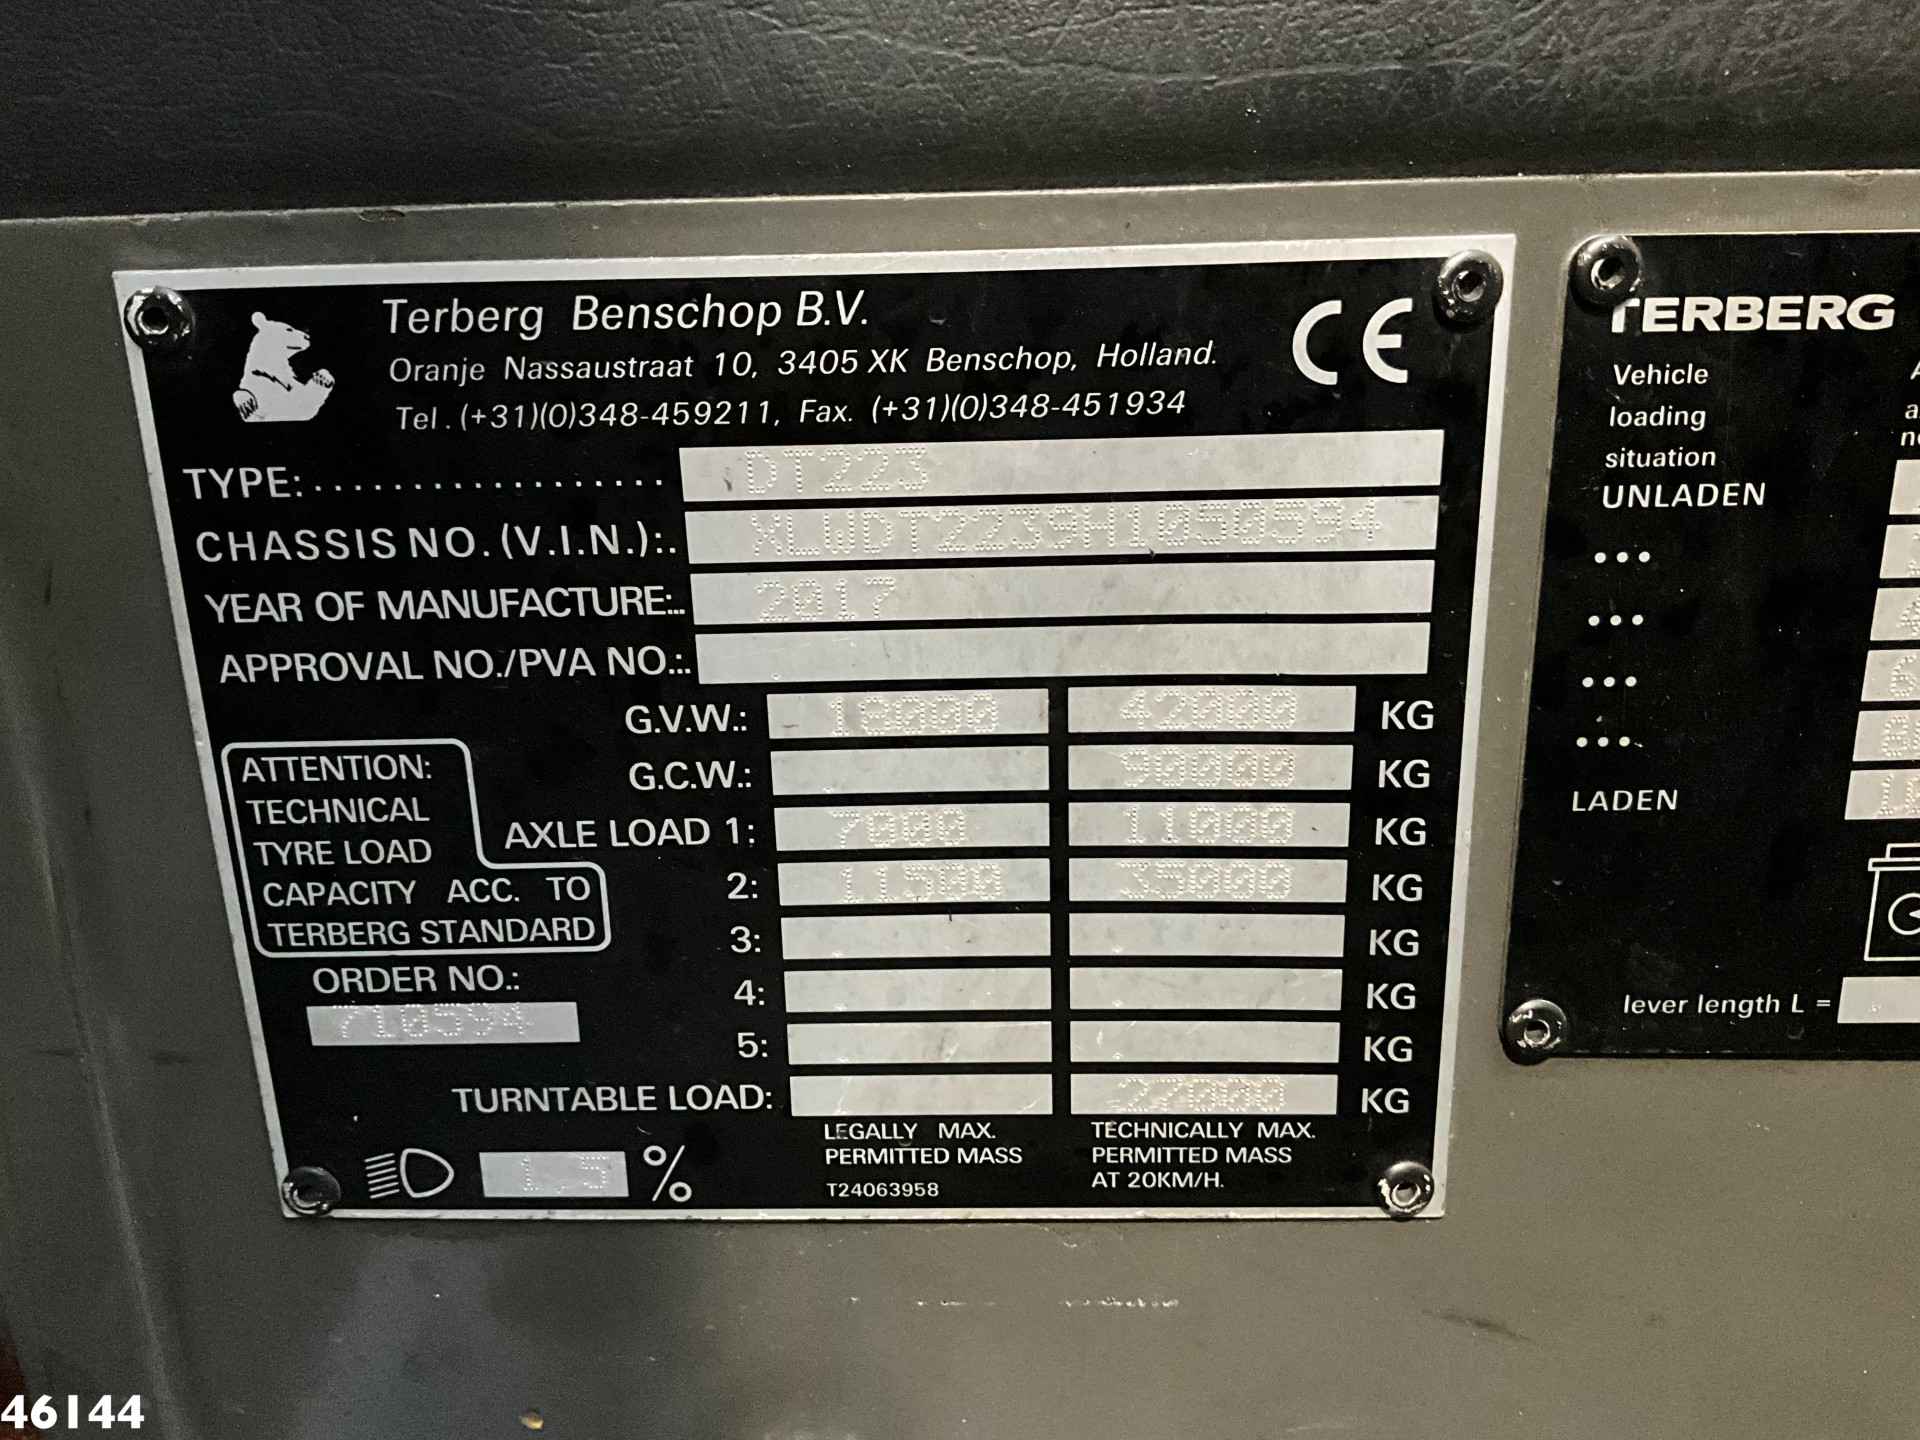 Terberg Benschop B.V.
Oranje Nassaustraat 10, 3405 XK Benschop, Holland.
Tel. (+31)(0)348-459211, Fax. (+31)(0)348-451934
CE
TYPE:................... DT223
CHASSIS NO. (V.I.N.):. XLWDT2239H1050594
YEAR OF MANUFACTURE:... 2017
APPROVAL NO./PVA NO.:.
G.V.W.: 18000 42000 KG
G.C.W.: 90000 KG
AXLE LOAD 1: 7000 11000 KG
2: 11500 35000 KG
3: KG
4: KG
5: KG
TURNTABLE LOAD: 27000 KG
ATTENTION:
TECHNICAL
TYRE LOAD
CAPACITY ACC. TO
TERBERG STANDARD
ORDER NO.:
710594
1,5 %
LEGALLY MAX.
PERMITTED MASS
T24063958
TECHNICALLY MAX.
PERMITTED MASS
AT 20KM/H.
TERBERG
Vehicle
loading
situation
UNLADEN
...
...
...
...
LADEN
lever length L =
46144